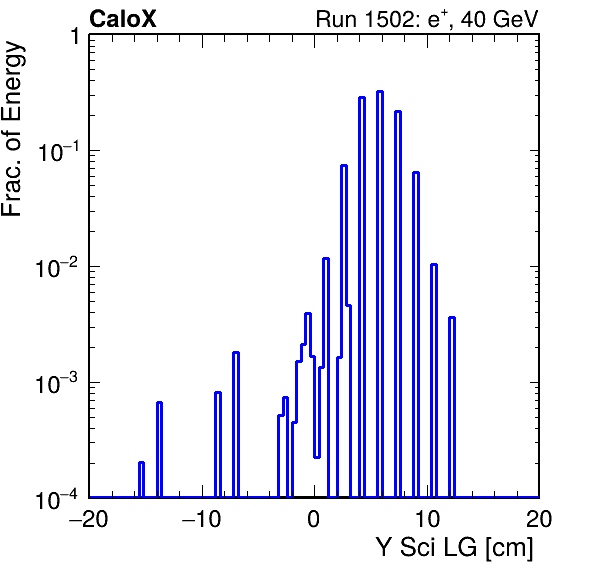 CaloX Run 1502: e⁺, 40 GeV
Frac. of Energy
1
10⁻¹
10⁻²
10⁻³
10⁻⁴
−20 −10 0 10 20
Y Sci LG [cm]